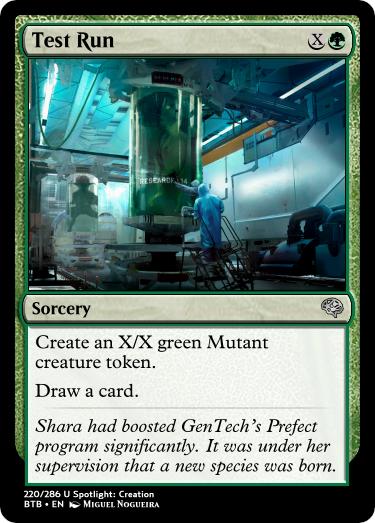 Test Run X
RESEARCH
Sorcery
Create an X/X green Mutant
creature token.
Draw a card.
Shara had boosted GenTech's Prefect
program significantly. It was under her
supervision that a new species was born.
220/286 U Spotlight: Creation
BTB • EN Miguel Nogueira